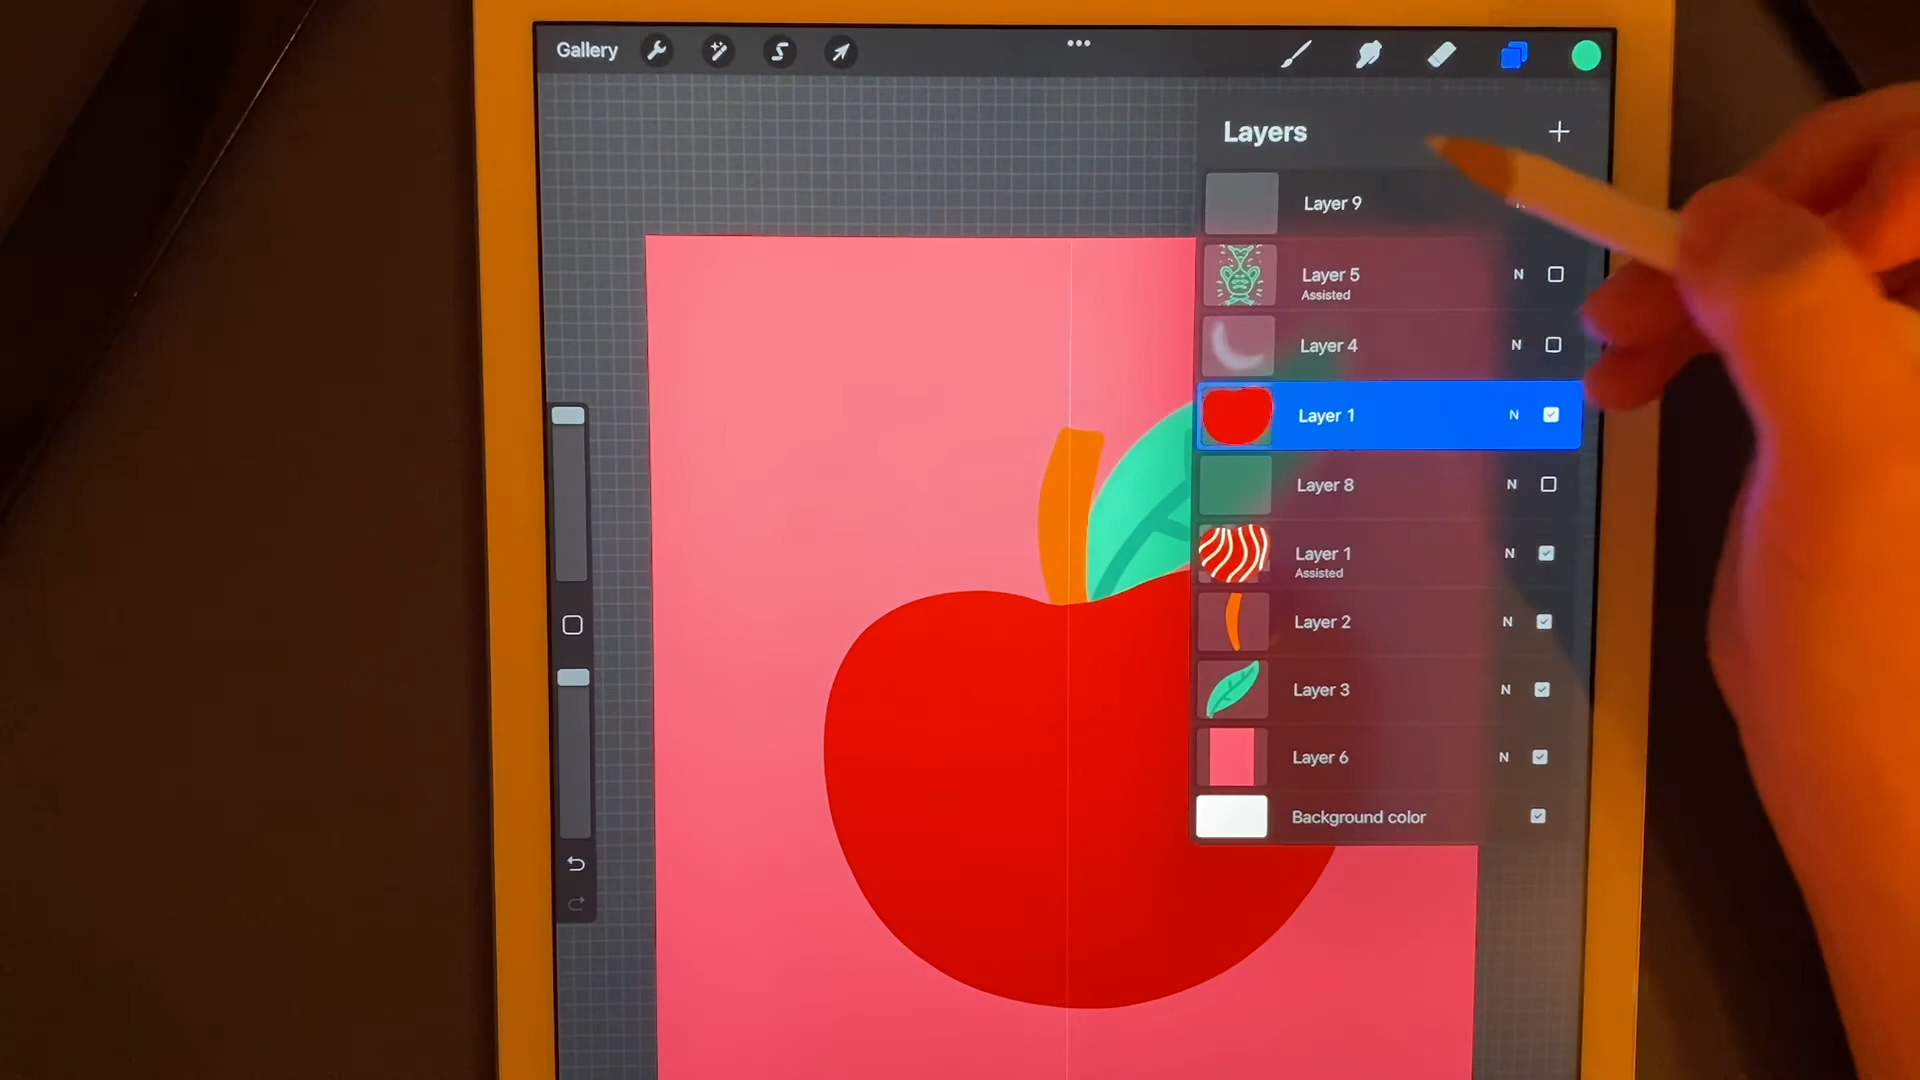 Gallery
Layers
Layer 9
Layer 5
N
Assisted
Layer 4
N
Layer 1
N
Layer 8
N
Layer 1
N
Assisted
Layer 2
N
Layer 3
N
Layer 6
N
Background color